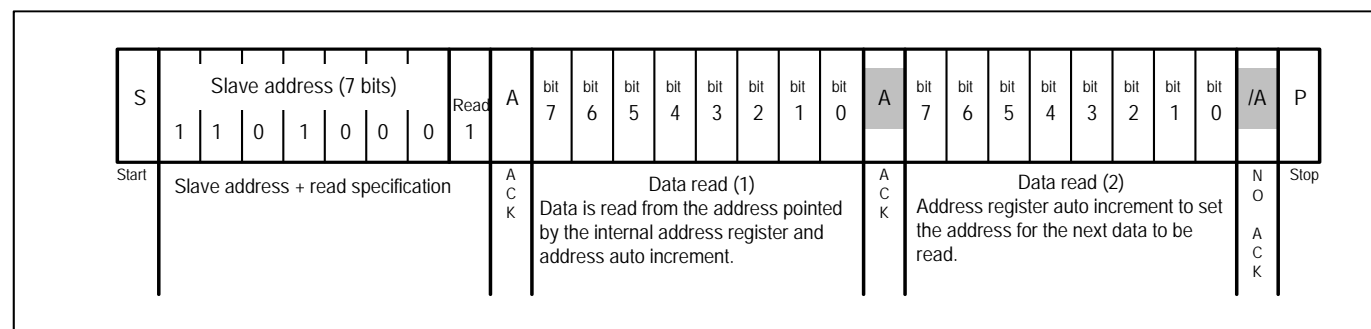 S Slave address (7 bits) Read A bit bit bit bit bit bit bit bit A bit bit bit bit bit bit bit bit /A P
1 1 0 1 0 0 0 1 7 6 5 4 3 2 1 0 7 6 5 4 3 2 1 0
Start
Slave address + read specification
ACK
Data read (1)
Data is read from the address pointed
by the internal address register and
address auto increment.
ACK
Data read (2)
Address register auto increment to set
the address for the next data to be
read.
NO ACK
Stop